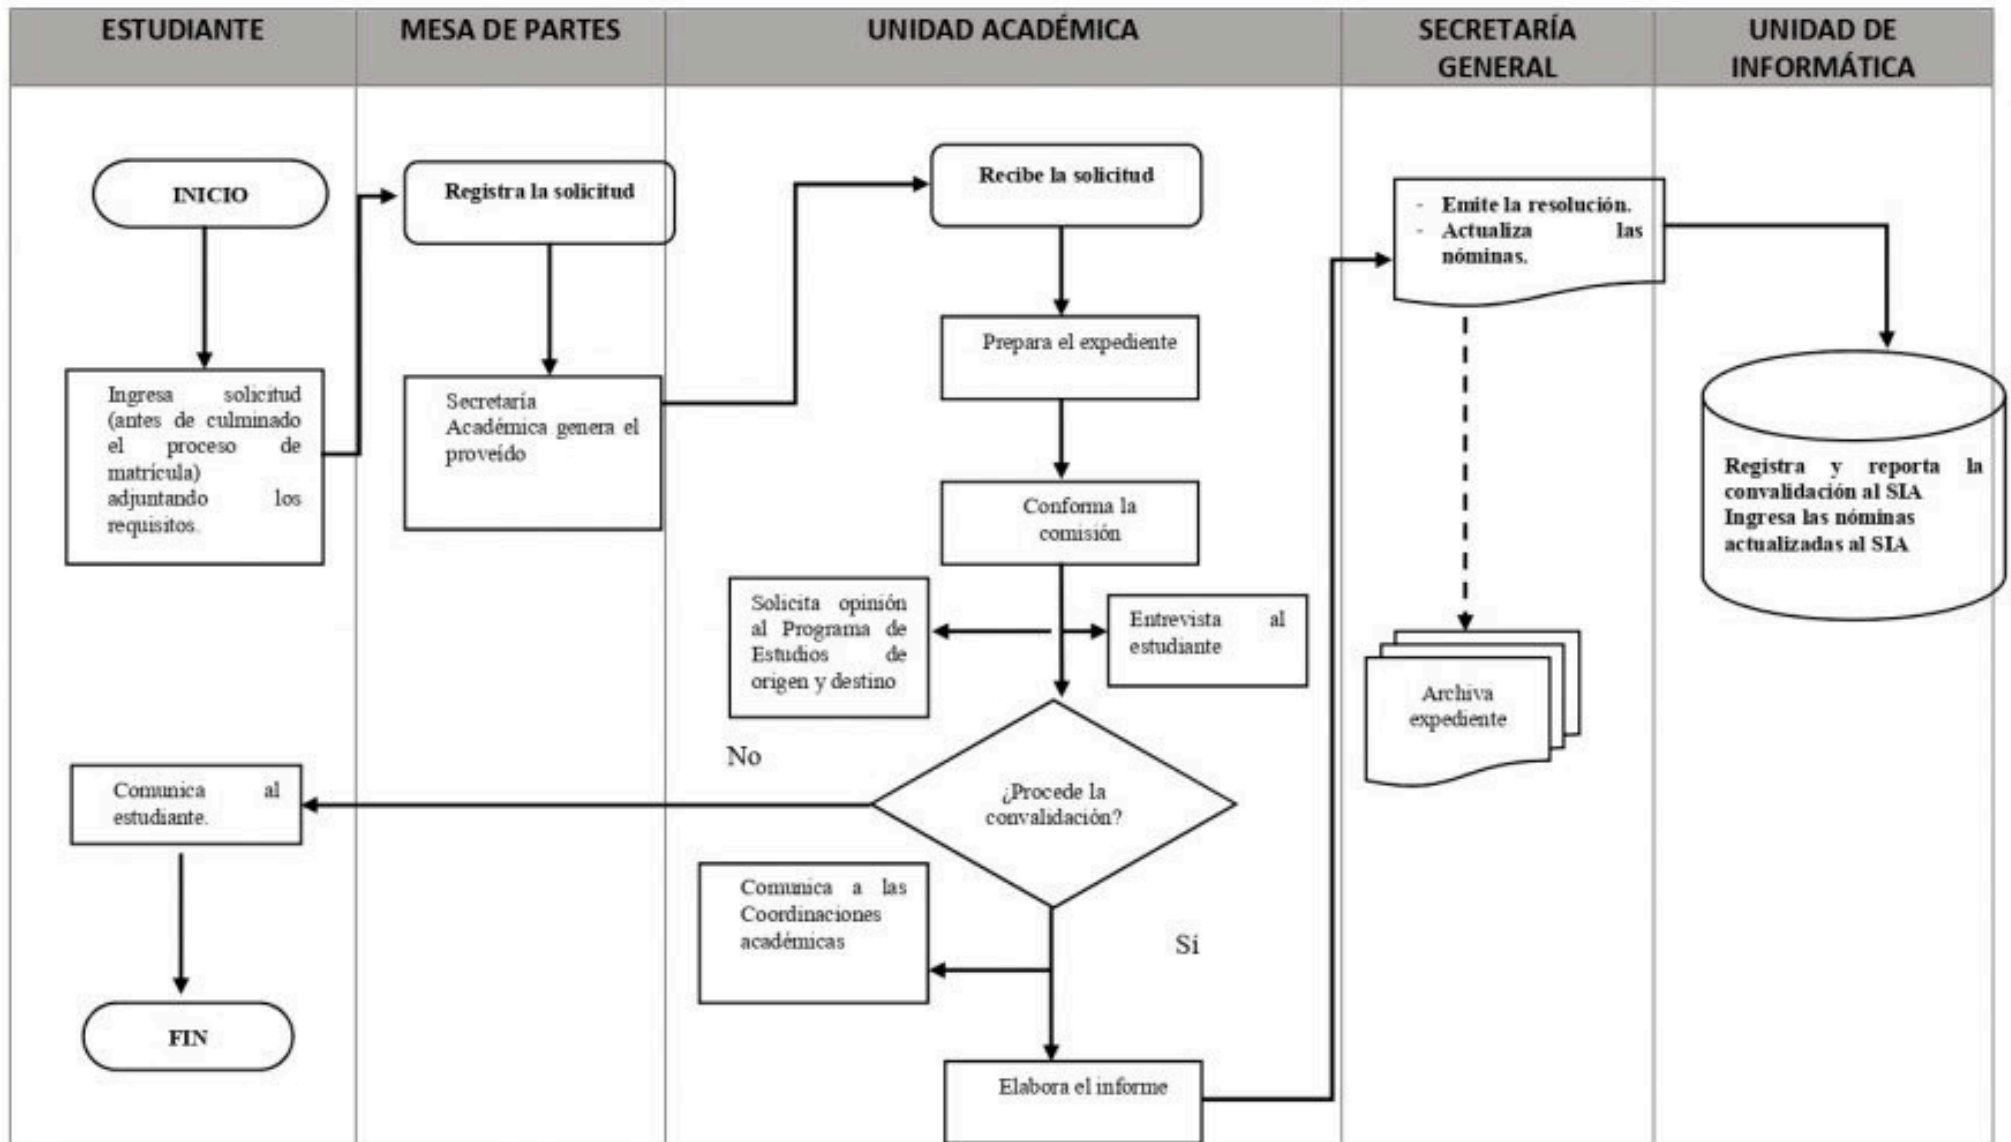 ESTUDIANTE
MESA DE PARTES
UNIDAD ACADÉMICA
SECRETARÍA
GENERAL
UNIDAD DE
INFORMÁTICA
INICIO
Ingresa solicitud
(antes de culminado
el proceso de
matrícula)
adjuntando los
requisitos.
Comunica al
estudiante.
FIN
Registra la solicitud
Secretaría
Académica genera el
proveído
Recibe la solicitud
Prepara el expediente
Conforma la
comisión
Solicita opinión
al Programa de
Estudios de
origen y destino
Entrevista al
estudiante
No
¿Procede la
convalidación?
Comunica a las
Coordinaciones
académicas
Sí
Elabora el informe
- Emite la resolución.
- Actualiza las
nóminas.
Archiva
expediente
Registra y reporta la
convalidación al SIA
Ingresa las nóminas
actualizadas al SIA